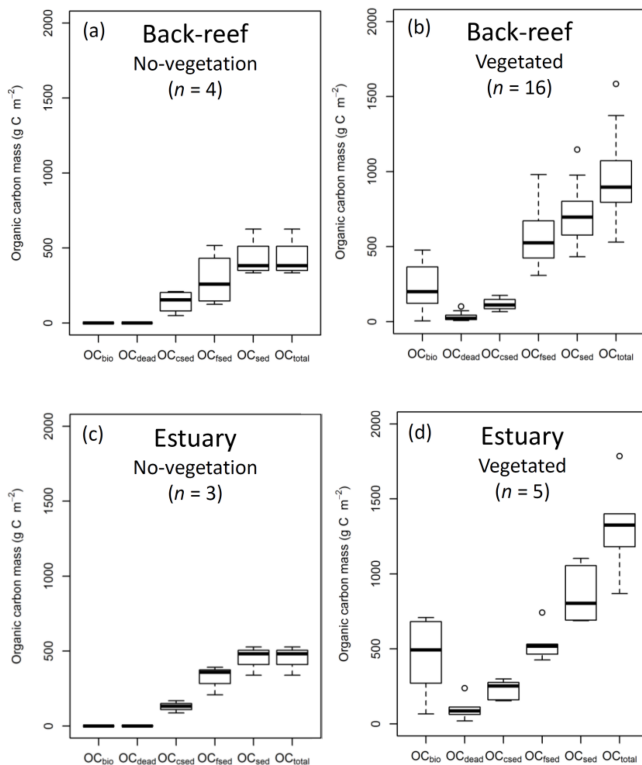 (a) Back-reef
No-vegetation
(n = 4)
Organic carbon mass (g C m⁻²)
0 500 1000 1500 2000
OCbio OCdead OCcsed OCfsed OCsed OCtotal
(b) Back-reef
Vegetated
(n = 16)
Organic carbon mass (g C m⁻²)
0 500 1000 1500 2000
OCbio OCdead OCcsed OCfsed OCsed OCtotal
(c) Estuary
No-vegetation
(n = 3)
Organic carbon mass (g C m⁻²)
0 500 1000 1500 2000
OCbio OCdead OCcsed OCfsed OCsed OCtotal
(d) Estuary
Vegetated
(n = 5)
Organic carbon mass (g C m⁻²)
0 500 1000 1500 2000
OCbio OCdead OCcsed OCfsed OCsed OCtotal